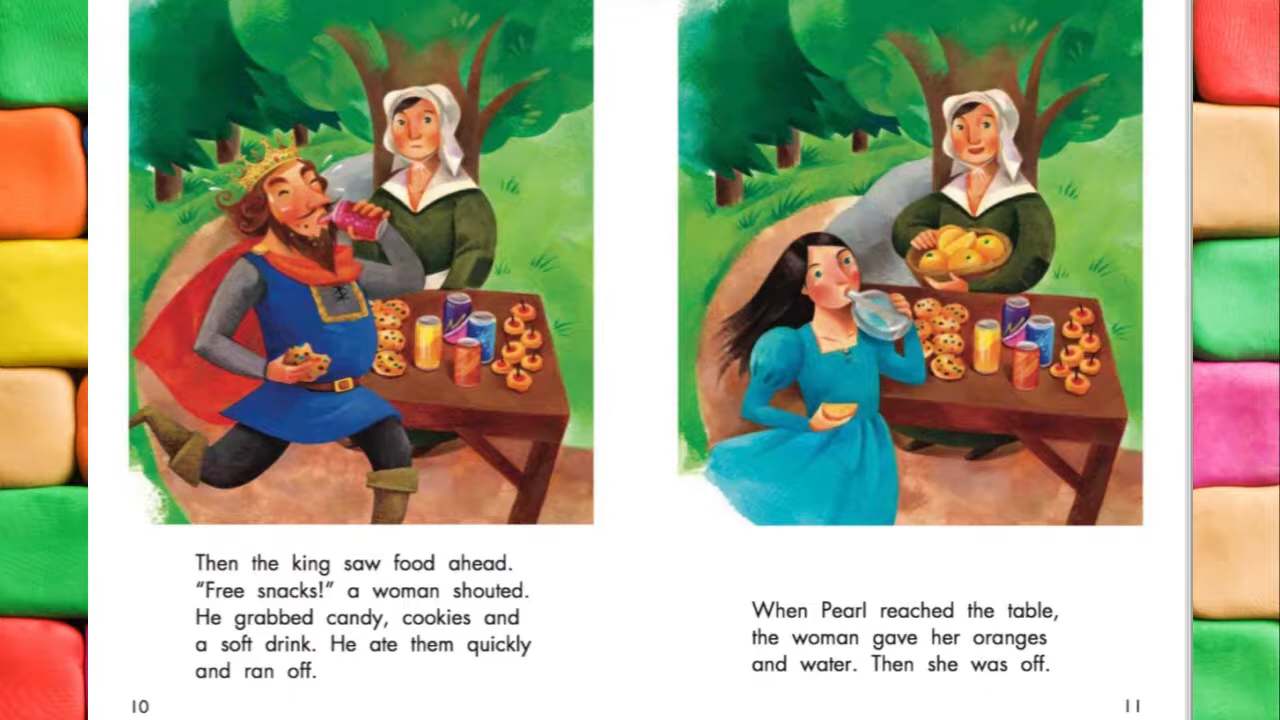 Then the king saw food ahead.
“Free snacks!” a woman shouted.
He grabbed candy, cookies and
a soft drink. He ate them quickly
and ran off.
10
When Pearl reached the table,
the woman gave her oranges
and water. Then she was off.
11